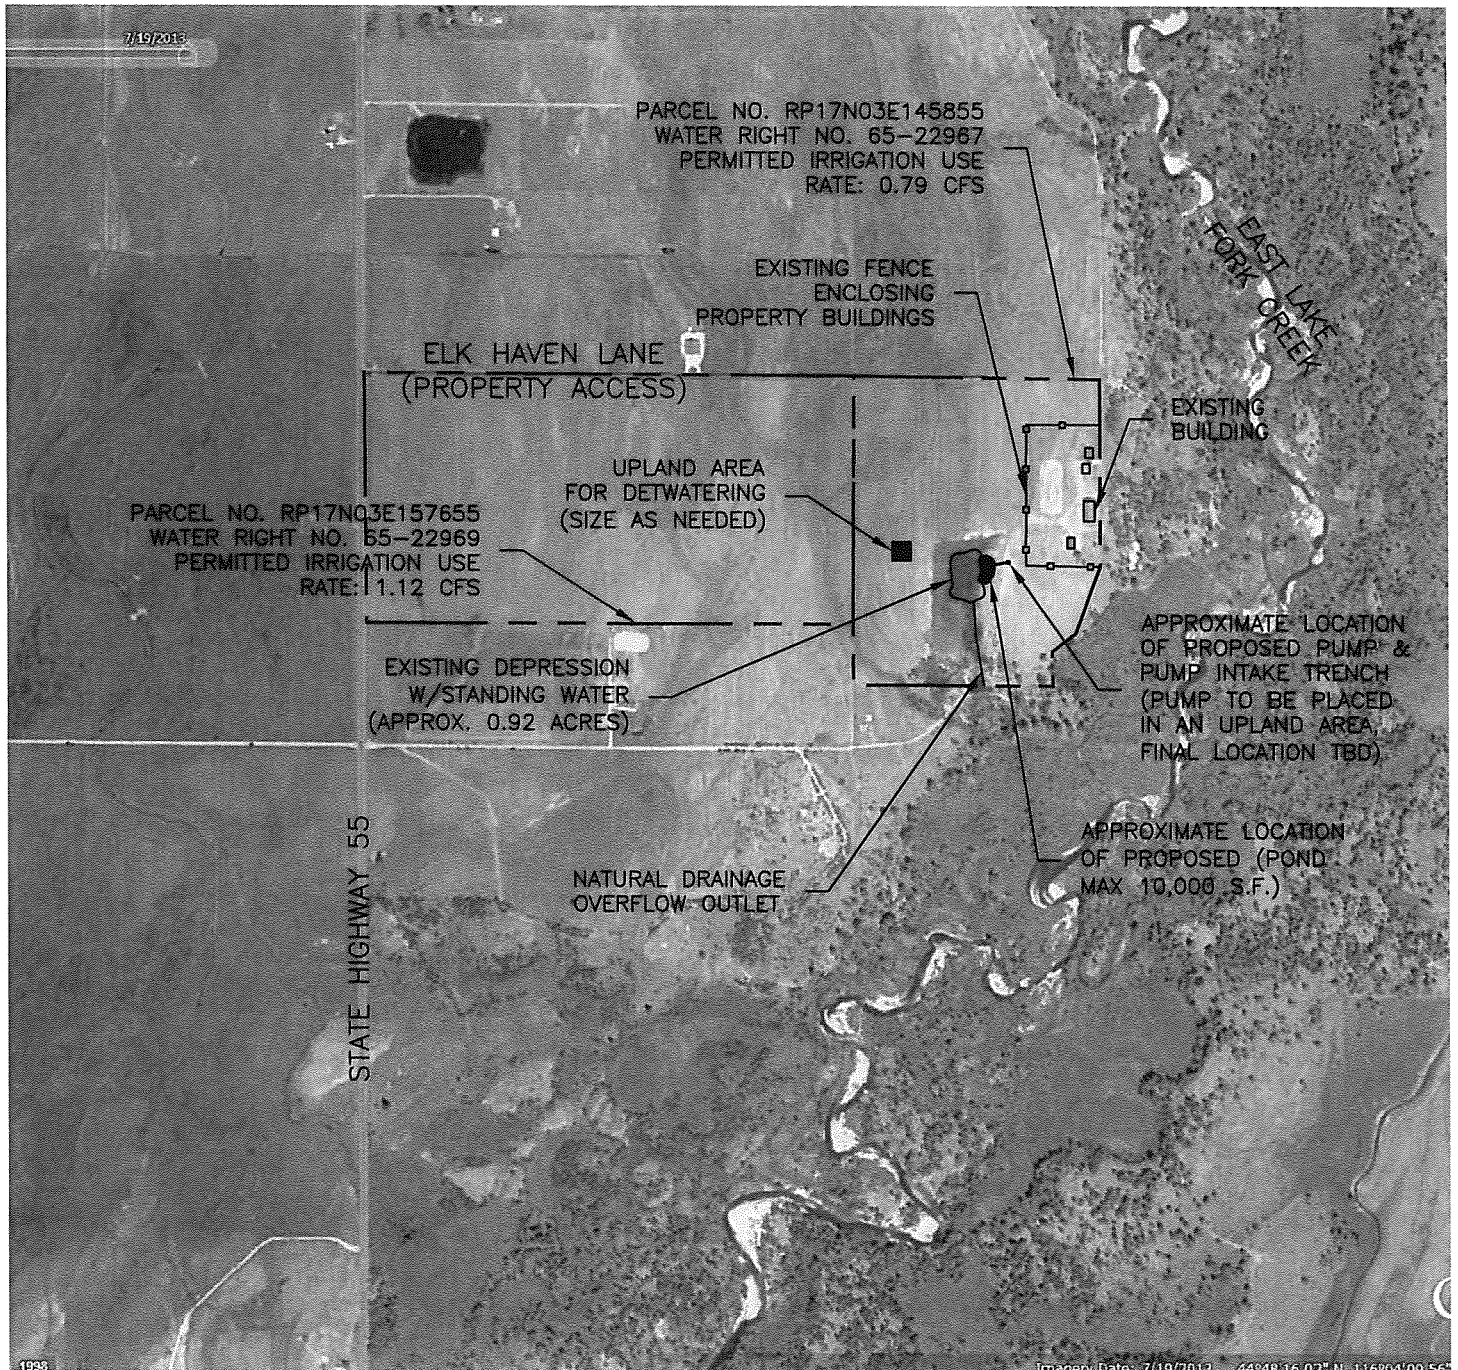 7/19/2013
PARCEL NO. RP17N03E145855
WATER RIGHT NO. 65-22967
PERMITTED IRRIGATION USE
RATE: 0.79 CFS
EAST LAKE
FORK CREEK
EXISTING FENCE
ENCLOSING
PROPERTY BUILDINGS
ELK HAVEN LANE
(PROPERTY ACCESS)
EXISTING
BUILDING
UPLAND AREA
FOR DETWATERING
(SIZE AS NEEDED)
PARCEL NO. RP17N03E157655
WATER RIGHT NO. 65-22969
PERMITTED IRRIGATION USE
RATE: 1.12 CFS
EXISTING DEPRESSION
W/STANDING WATER
(APPROX. 0.92 ACRES)
APPROXIMATE LOCATION
OF PROPOSED PUMP &
PUMP INTAKE TRENCH
(PUMP TO BE PLACED
IN AN UPLAND AREA,
FINAL LOCATION TBD)
STATE HIGHWAY 55
NATURAL DRAINAGE
OVERFLOW OUTLET
APPROXIMATE LOCATION
OF PROPOSED (POND
MAX 10,000 S.F.)
1998
Imagery Date: 7/19/2013